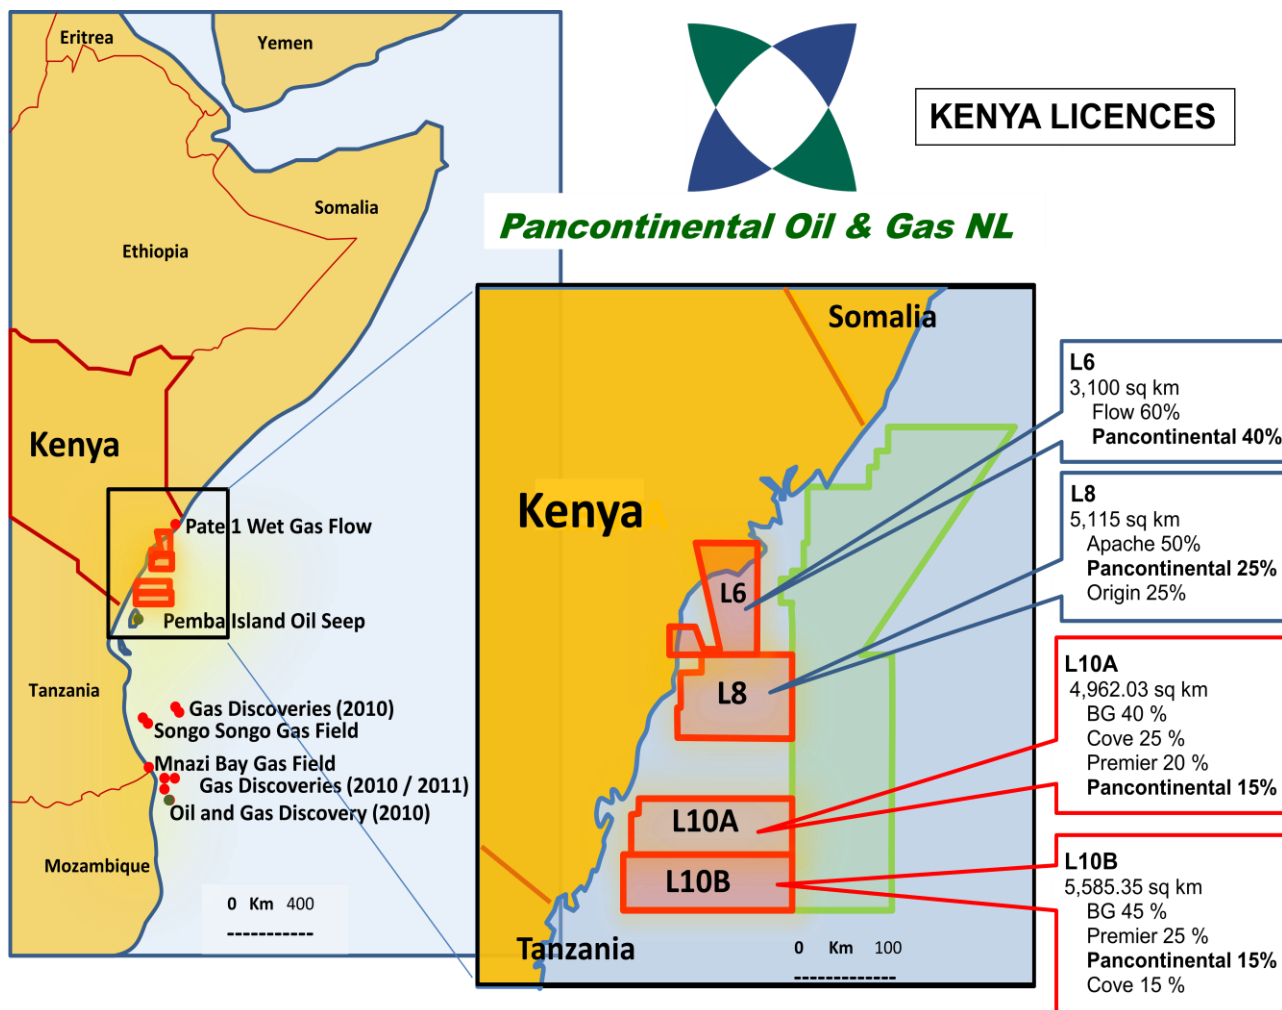 Eritrea
Yemen
Somalia
Ethiopia
Kenya
Pate 1 Wet Gas Flow
Pemba Island Oil Seep
Tanzania
Gas Discoveries (2010)
Songo Songo Gas Field
Mnazi Bay Gas Field
Gas Discoveries (2010 / 2011)
Oil and Gas Discovery (2010)
Mozambique
0 Km 400
KENYA LICENCES
Pancontinental Oil & Gas NL
Somalia
Kenya
L6
L8
L10A
L10B
Tanzania
0 Km 100
L6
3,100 sq km
Flow 60%
Pancontinental 40%
L8
5,115 sq km
Apache 50%
Pancontinental 25%
Origin 25%
L10A
4,962.03 sq km
BG 40 %
Cove 25 %
Premier 20 %
Pancontinental 15%
L10B
5,585.35 sq km
BG 45 %
Premier 25 %
Pancontinental 15%
Cove 15 %